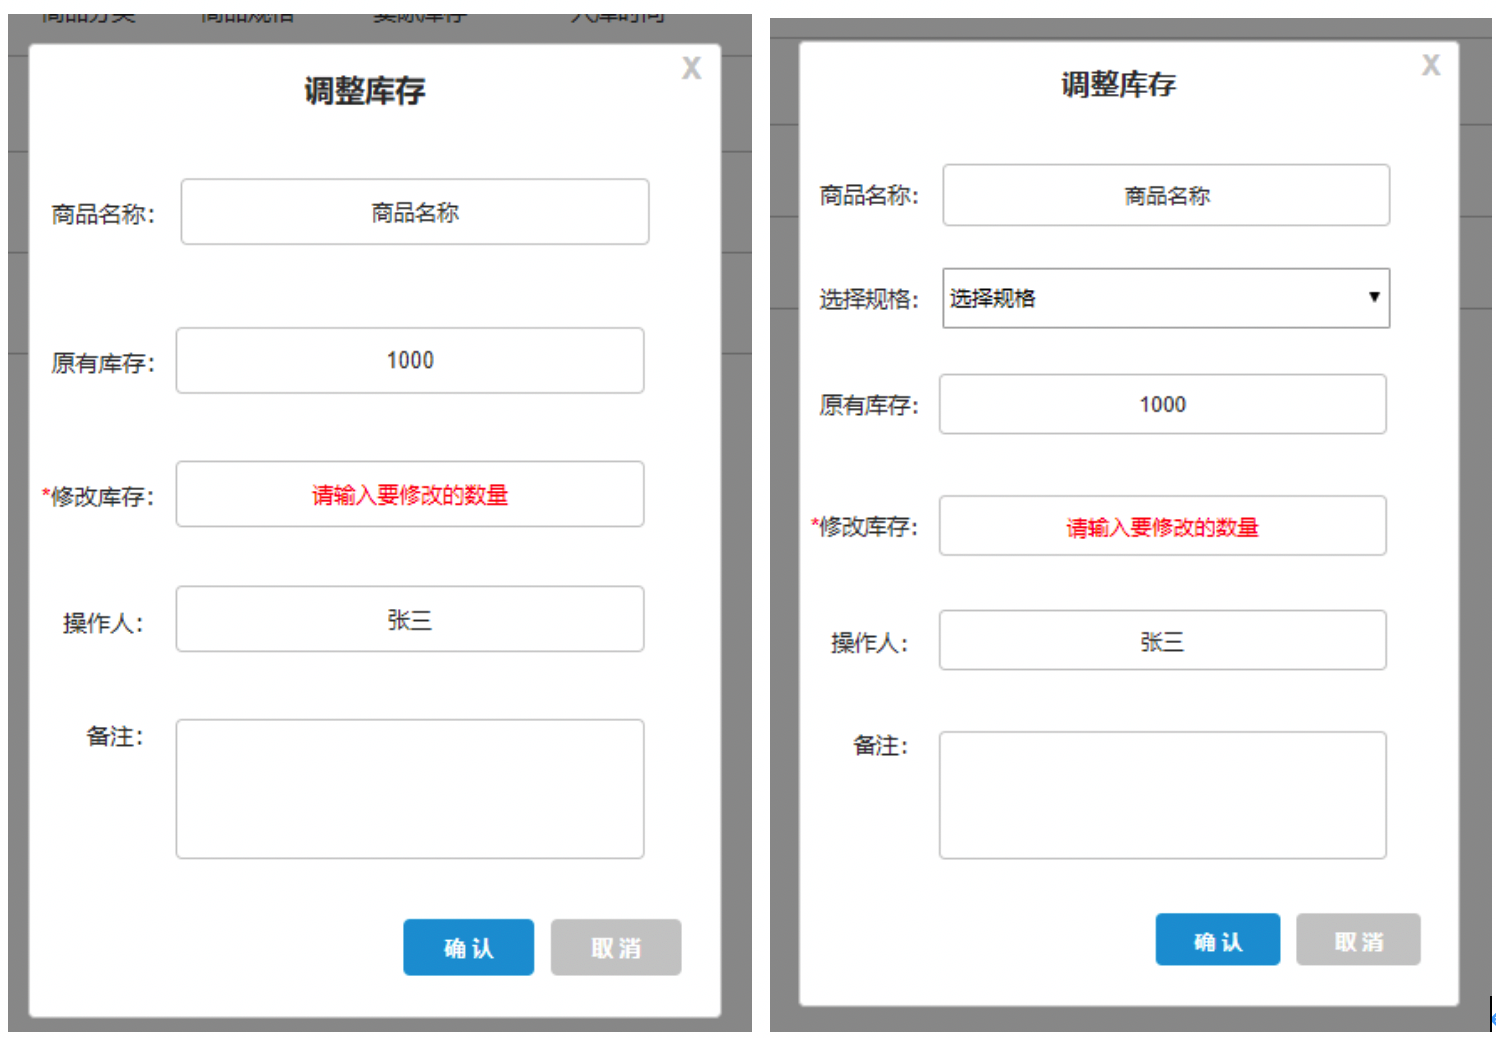 商品分类 商品规格 实际库存 入库时间
X
调整库存
商品名称： 商品名称
原有库存： 1000
*修改库存： 请输入要修改的数量
操作人： 张三
备注：
确 认 取 消
X
调整库存
商品名称： 商品名称
选择规格： 选择规格
原有库存： 1000
*修改库存： 请输入要修改的数量
操作人： 张三
备注：
确 认 取 消